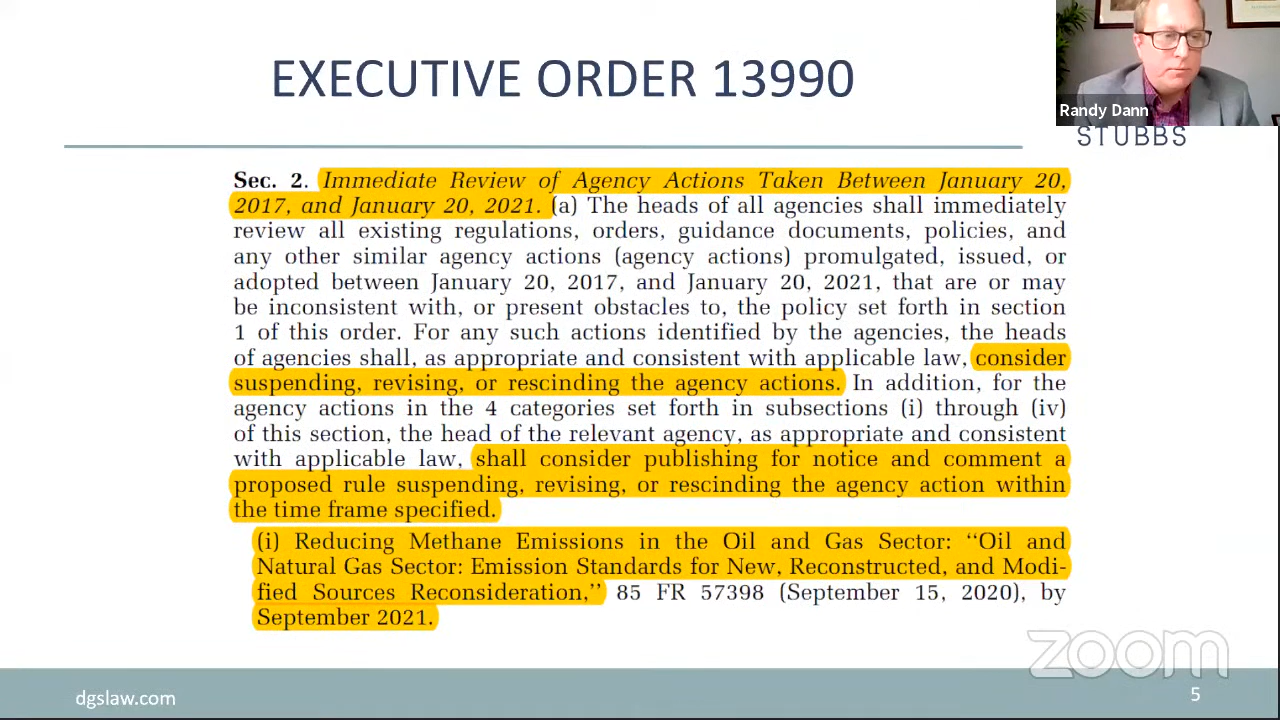 EXECUTIVE ORDER 13990
Randy Dann
STUBBS
Sec. 2. Immediate Review of Agency Actions Taken Between January 20,
2017, and January 20, 2021. (a) The heads of all agencies shall immediately
review all existing regulations, orders, guidance documents, policies, and
any other similar agency actions (agency actions) promulgated, issued, or
adopted between January 20, 2017, and January 20, 2021, that are or may
be inconsistent with, or present obstacles to, the policy set forth in section
1 of this order. For any such actions identified by the agencies, the heads
of agencies shall, as appropriate and consistent with applicable law, consider
suspending, revising, or rescinding the agency actions. In addition, for the
agency actions in the 4 categories set forth in subsections (i) through (iv)
of this section, the head of the relevant agency, as appropriate and consistent
with applicable law, shall consider publishing for notice and comment a
proposed rule suspending, revising, or rescinding the agency action within
the time frame specified.
(i) Reducing Methane Emissions in the Oil and Gas Sector: ‘‘Oil and
Natural Gas Sector: Emission Standards for New, Reconstructed, and Modi-
fied Sources Reconsideration,’’ 85 FR 57398 (September 15, 2020), by
September 2021.
zoom
dgslaw.com
5